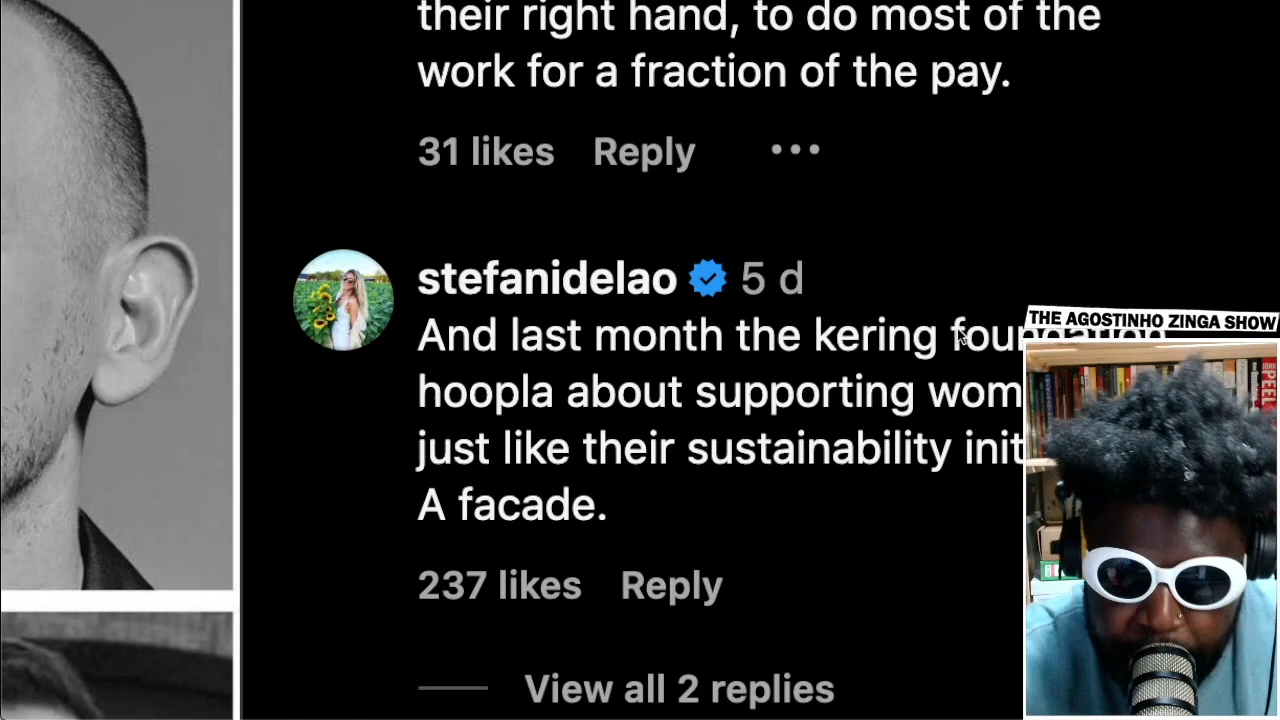 their right hand, to do most of the
work for a fraction of the pay.
31 likes Reply
stefanidelao 5 d
And last month the kering foundation
hoopla about supporting wom
just like their sustainability init
A facade.
237 likes Reply
View all 2 replies
THE AGOSTINHO ZINGA SHOW
PEEL